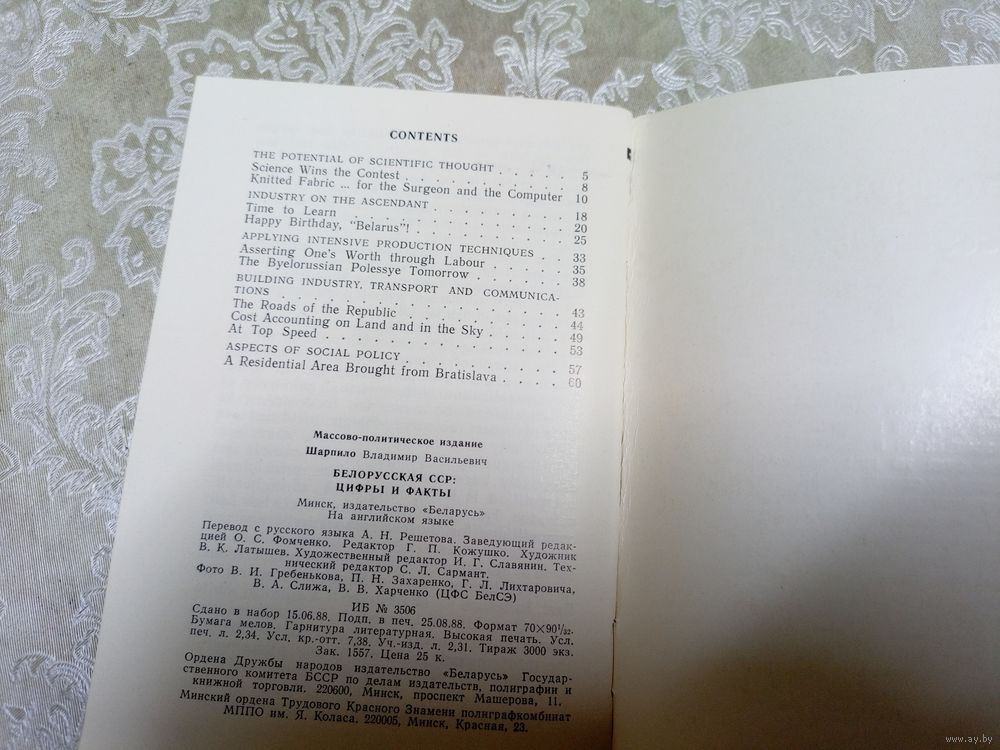 CONTENTS
THE POTENTIAL OF SCIENTIFIC THOUGHT . . . . . 5
Science Wins the Contest . . . . . . . . . . 8
Knitted Fabric ... for the Surgeon and the Computer 10
INDUSTRY ON THE ASCENDANT . . . . . . . . 18
Time to Learn . . . . . . . . . . . . . 20
Happy Birthday, "Belarus"! . . . . . . . . . 25
APPLYING INTENSIVE PRODUCTION TECHNIQUES . . 33
Asserting One's Worth through Labour . . . . . 35
The Byelorussian Polessye Tomorrow . . . . . . 38
BUILDING INDUSTRY, TRANSPORT AND COMMUNICA-
TIONS . . . . . . . . . . . . . . 43
The Roads of the Republic . . . . . . . . . 44
Cost Accounting on Land and in the Sky . . . . . 49
At Top Speed . . . . . . . . . . . . . 53
ASPECTS OF SOCIAL POLICY . . . . . . . . 57
A Residential Area Brought from Bratislava . . . . 60
Массово-политическое издание
Шарпило Владимир Васильевич
БЕЛОРУССКАЯ ССР:
ЦИФРЫ И ФАКТЫ
Минск, издательство «Беларусь»
На английском языке
Перевод с русского языка А. Н. Решетова. Заведующий редак-
цией О. С. Фомченко. Редактор Г. П. Кожушко. Художник
В. К. Латышев. Художественный редактор И. Г. Славянин. Тех-
нический редактор С. Л. Сармант.
Фото В. И. Гребенькова, П. Н. Захаренко, Г. Л. Лихтаровича,
В. А. Слижа, В. В. Харченко (ЦФС БелСЭ)
ИБ № 3506
Сдано в набор 15.06.88. Подп. в печ. 25.08.88. Формат 70×90¹/₃₂.
Бумага мелов. Гарнитура литературная. Высокая печать. Усл.
печ. л. 2,34. Усл. кр.-отт. 7,38. Уч.-изд. л. 2,31. Тираж 3000 экз.
Зак. 1557. Цена 25 к.
Ордена Дружбы народов издательство «Беларусь» Государ-
ственного комитета БССР по делам издательств, полиграфии и
книжной торговли. 220600, Минск, проспект Машерова, 11.
Минский ордена Трудового Красного Знамени полиграфкомбинат
МППО им. Я. Коласа. 220005, Минск, Красная, 23.
www.ay.by